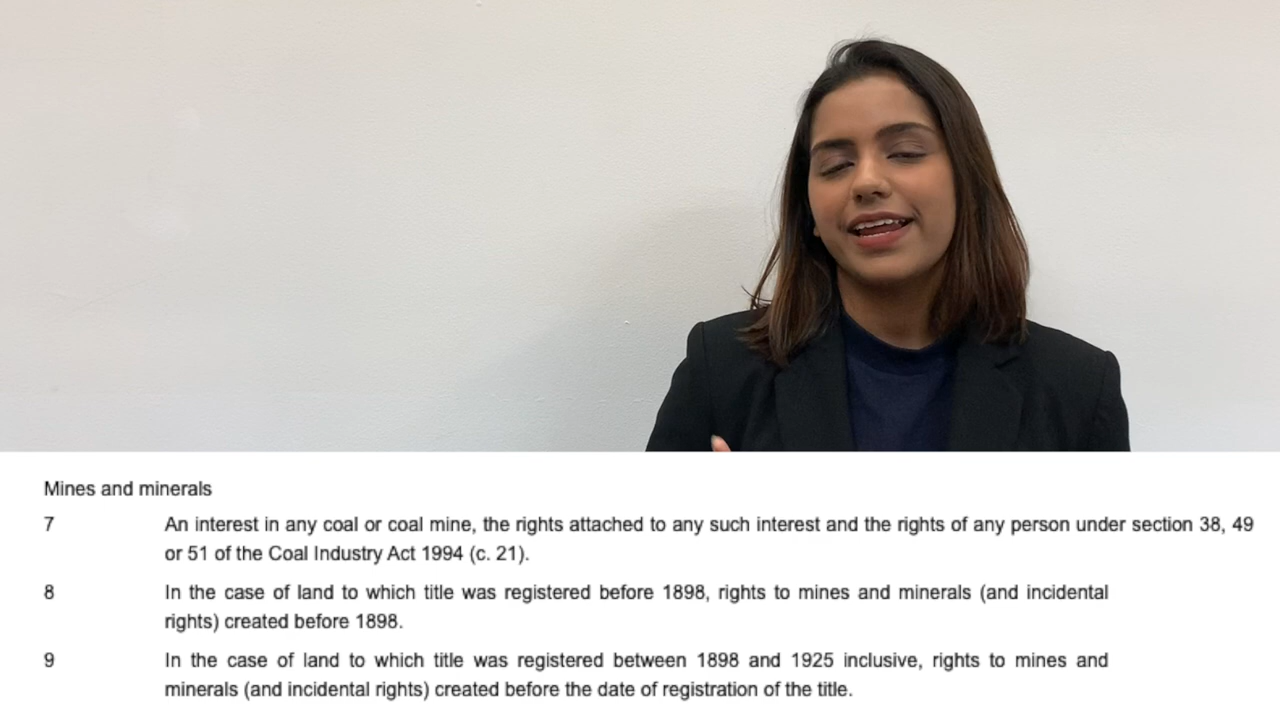 Mines and minerals
7 An interest in any coal or coal mine, the rights attached to any such interest and the rights of any person under section 38, 49
or 51 of the Coal Industry Act 1994 (c. 21).
8 In the case of land to which title was registered before 1898, rights to mines and minerals (and incidental
rights) created before 1898.
9 In the case of land to which title was registered between 1898 and 1925 inclusive, rights to mines and
minerals (and incidental rights) created before the date of registration of the title.